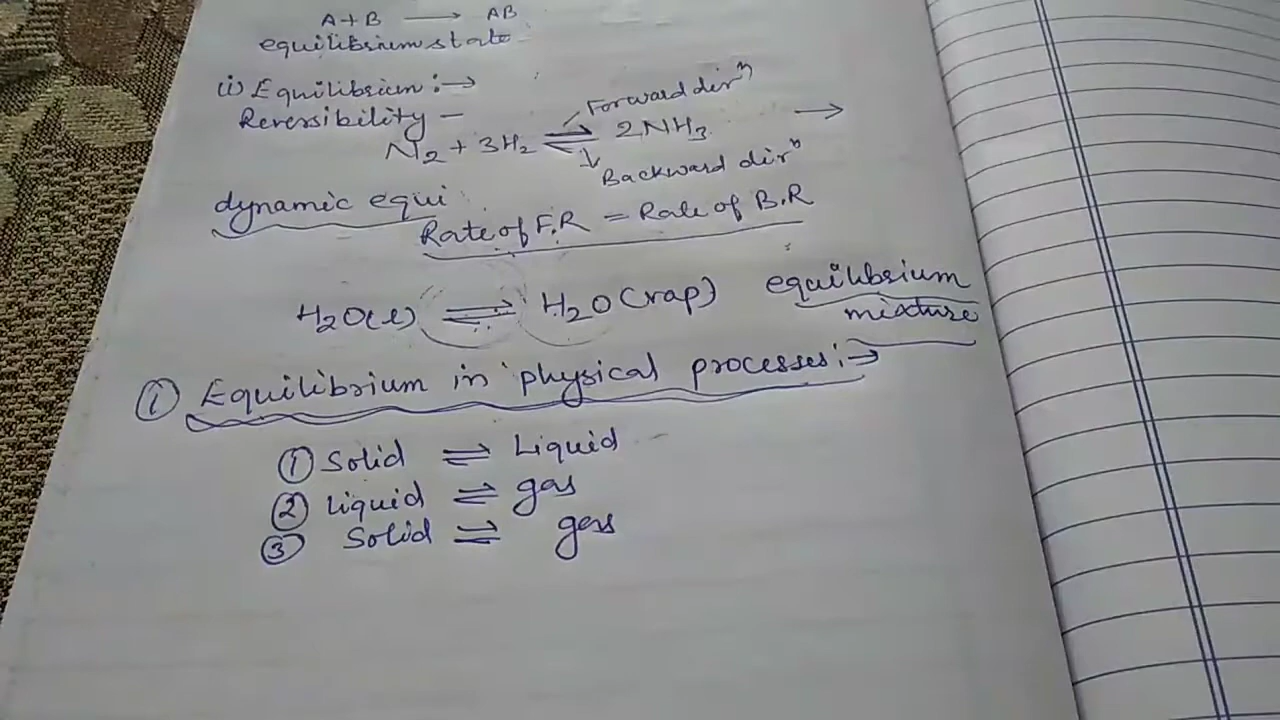 A + B ⟶ AB
equilibrium state
(i) Equilibrium :→
Reversibility –
Forward dirⁿ
N2 + 3H2 ⇌ 2NH3 →
Backward dirⁿ
dynamic equi
Rate of F.R = Rate of B.R
H2O(l) ⇌ H2O(vap) equilibrium
mixture
① Equilibrium in physical processes :→
① Solid ⇌ Liquid
② Liquid ⇌ gas
③ Solid ⇌ gas